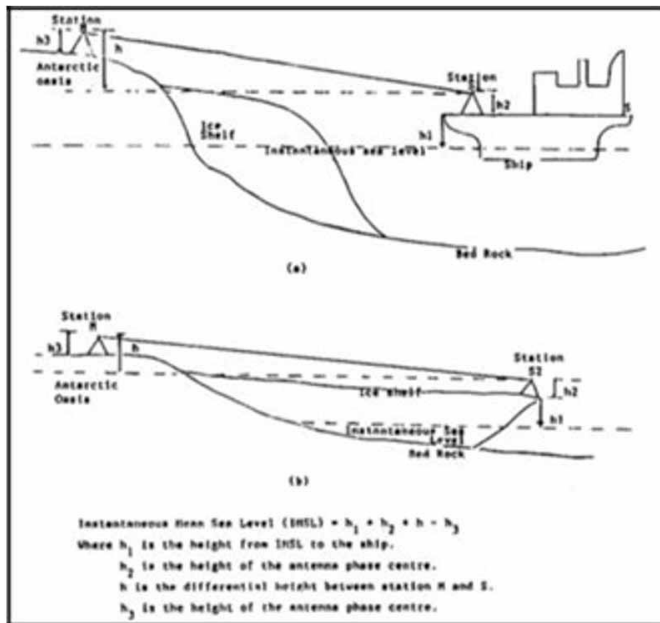 Station
h3
h
Antarctic
oasis
Station
h2
h1
S
Ice
Shelf
Instantaneous sea level
Ship
Bed Rock
(a)
Station
M
h3
h
Antarctic
Oasis
Station
S2
h2
h1
Ice shelf
Instantaneous Sea
Level
Bed Rock
(b)
Instantaneous Mean Sea Level (IMSL) = h1 + h2 + h - h3
Where h1 is the height from IMSL to the ship.
h2 is the height of the antenna phase centre.
h is the differential height between station M and S.
h3 is the height of the antenna phase centre.